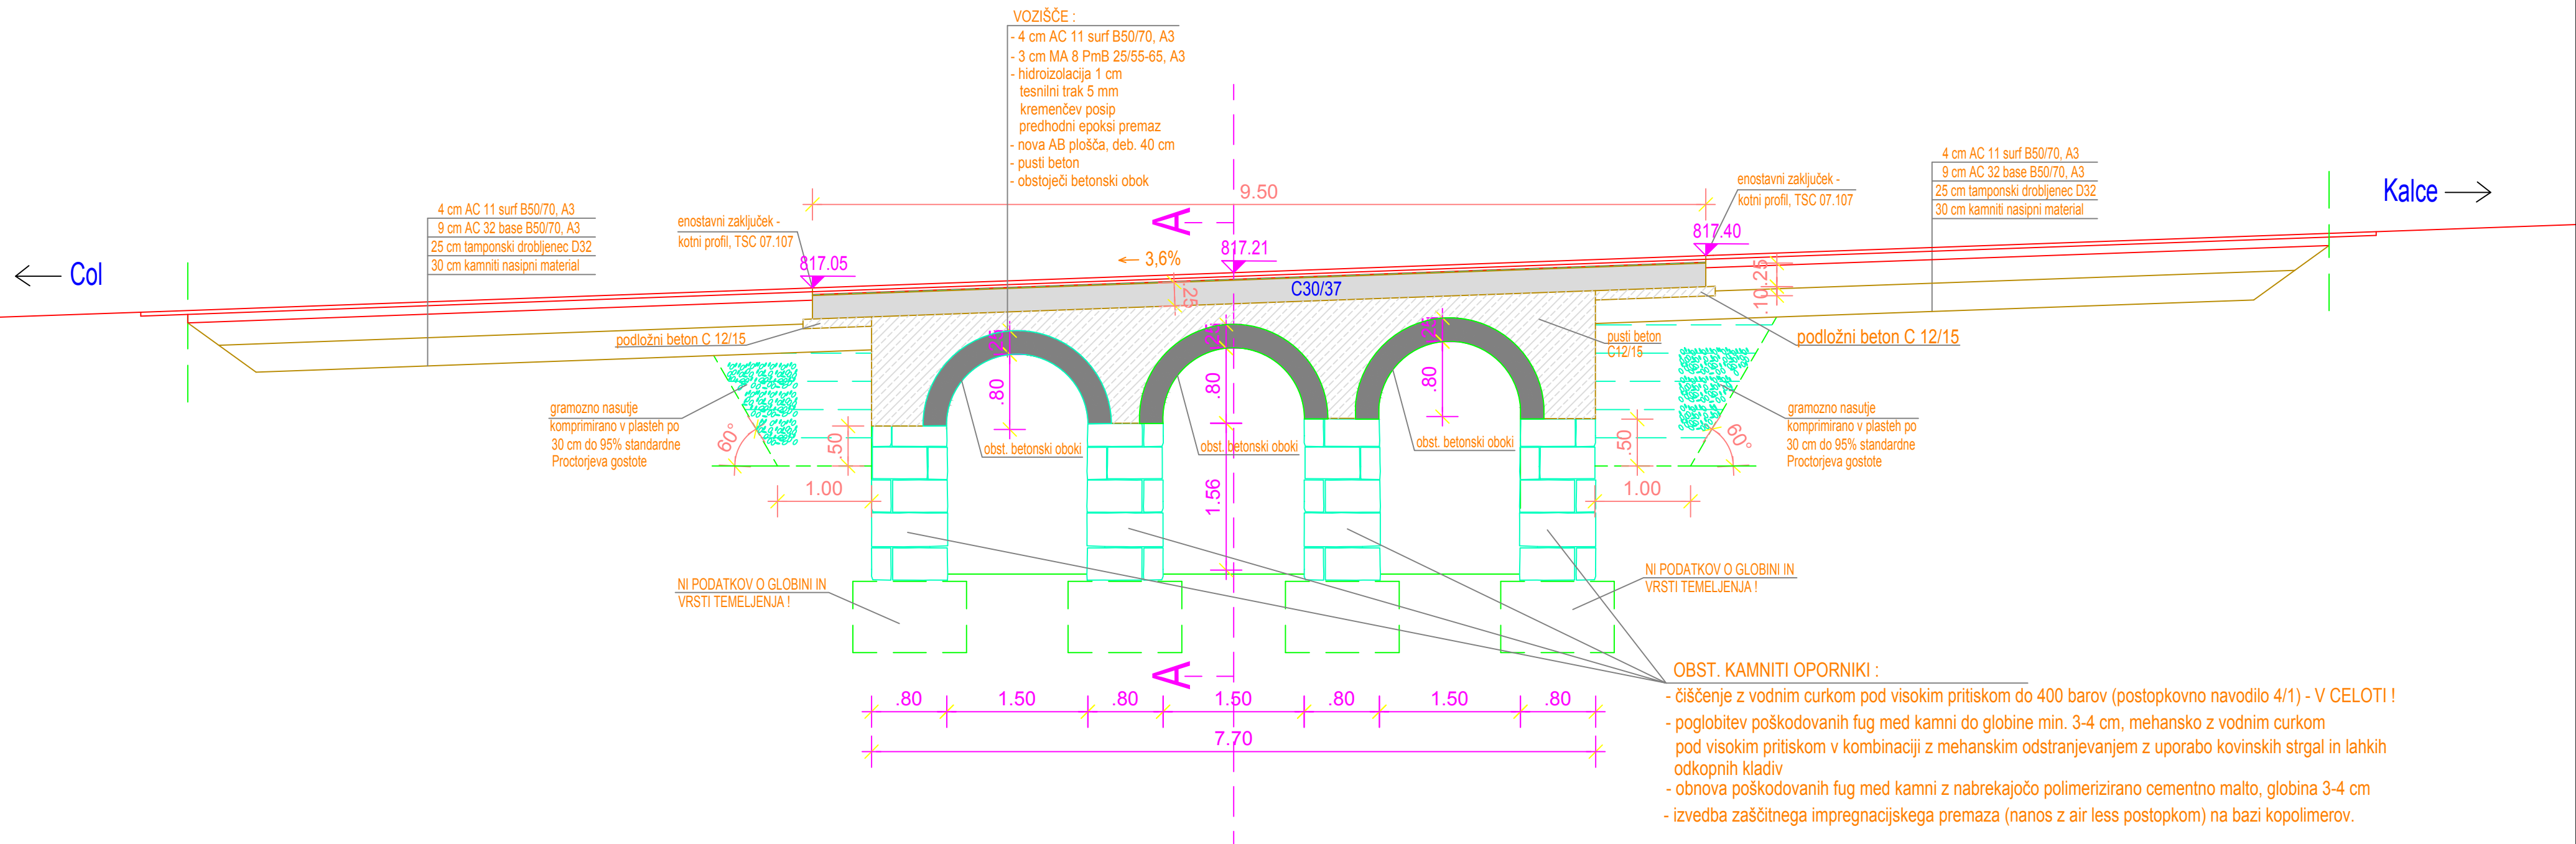 VOZIŠČE :
- 4 cm AC 11 surf B50/70, A3
- 3 cm MA 8 PmB 25/55-65, A3
- hidroizolacija 1 cm
tesnilni trak 5 mm
kremenčev posip
predhodni epoksi premaz
- nova AB plošča, deb. 40 cm
- pusti beton
- obstoječi betonski obok
4 cm AC 11 surf B50/70, A3
9 cm AC 32 base B50/70, A3
25 cm tamponski drobljenec D32
30 cm kamniti nasipni material
enostavni zaključek -
kotni profil, TSC 07.107
9.50
A
enostavni zaključek -
kotni profil, TSC 07.107
4 cm AC 11 surf B50/70, A3
9 cm AC 32 base B50/70, A3
25 cm tamponski drobljenec D32
30 cm kamniti nasipni material
Kalce
Col
817.05
3,6%
817.21
817.40
.25
C30/37
.10
.25
podložni beton C 12/15
.25
.25
.25
pusti beton
C12/15
podložni beton C 12/15
.80
.80
.80
gramozno nasutje
komprimirano v plasteh po
30 cm do 95% standardne
Proctorjeva gostote
60°
.50
obst. betonski oboki
obst. betonski oboki
obst. betonski oboki
.50
60°
gramozno nasutje
komprimirano v plasteh po
30 cm do 95% standardne
Proctorjeva gostote
1.00
1.56
1.00
NI PODATKOV O GLOBINI IN
VRSTI TEMELJENJA !
NI PODATKOV O GLOBINI IN
VRSTI TEMELJENJA !
A
.80
1.50
.80
1.50
.80
1.50
.80
7.70
OBST. KAMNITI OPORNIKI :
- čiščenje z vodnim curkom pod visokim pritiskom do 400 barov (postopkovno navodilo 4/1) - V CELOTI !
- poglobitev poškodovanih fug med kamni do globine min. 3-4 cm, mehansko z vodnim curkom
pod visokim pritiskom v kombinaciji z mehanskim odstranjevanjem z uporabo kovinskih strgal in lahkih
odkopnih kladiv
- obnova poškodovanih fug med kamni z nabrekajočo polimerizirano cementno malto, globina 3-4 cm
- izvedba zaščitnega impregnacijskega premaza (nanos z air less postopkom) na bazi kopolimerov.